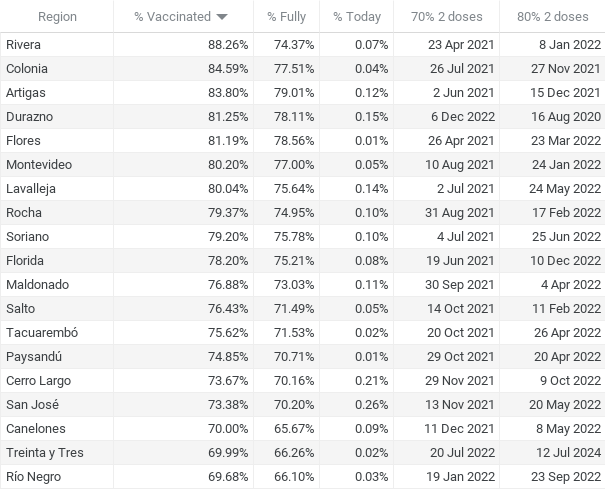 Region % Vaccinated % Fully % Today 70% 2 doses 80% 2 doses
Rivera 88.26% 74.37% 0.07% 23 Apr 2021 8 Jan 2022
Colonia 84.59% 77.51% 0.04% 26 Jul 2021 27 Nov 2021
Artigas 83.80% 79.01% 0.12% 2 Jun 2021 15 Dec 2021
Durazno 81.25% 78.11% 0.15% 6 Dec 2022 16 Aug 2020
Flores 81.19% 78.56% 0.01% 26 Apr 2021 23 Mar 2022
Montevideo 80.20% 77.00% 0.05% 10 Aug 2021 24 Jan 2022
Lavalleja 80.04% 75.64% 0.14% 2 Jul 2021 24 May 2022
Rocha 79.37% 74.95% 0.10% 31 Aug 2021 17 Feb 2022
Soriano 79.20% 75.78% 0.10% 4 Jul 2021 25 Jun 2022
Florida 78.20% 75.21% 0.08% 19 Jun 2021 10 Dec 2022
Maldonado 76.88% 73.03% 0.11% 30 Sep 2021 4 Apr 2022
Salto 76.43% 71.49% 0.05% 14 Oct 2021 11 Feb 2022
Tacuarembó 75.62% 71.53% 0.02% 20 Oct 2021 26 Apr 2022
Paysandú 74.85% 70.71% 0.01% 29 Oct 2021 20 Apr 2022
Cerro Largo 73.67% 70.16% 0.21% 29 Nov 2021 9 Oct 2022
San José 73.38% 70.20% 0.26% 13 Nov 2021 20 May 2022
Canelones 70.00% 65.67% 0.09% 11 Dec 2021 8 May 2022
Treinta y Tres 69.99% 66.26% 0.02% 20 Jul 2022 12 Jul 2024
Río Negro 69.68% 66.10% 0.03% 19 Jan 2022 23 Sep 2022